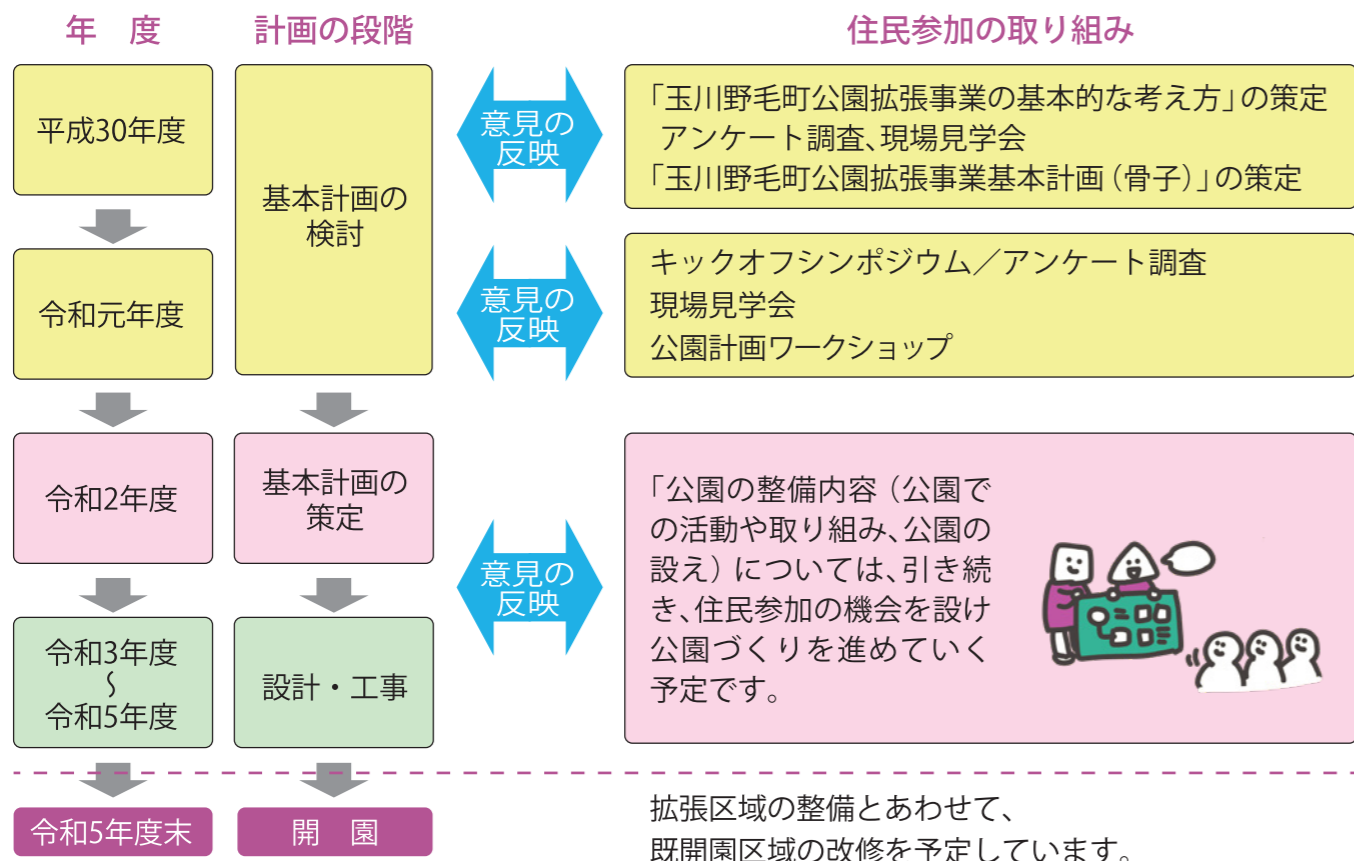 年　度
計画の段階
住民参加の取り組み
平成30年度
基本計画の
検討
意見の
反映
「玉川野毛町公園拡張事業の基本的な考え方」の策定
アンケート調査、現場見学会
「玉川野毛町公園拡張事業基本計画（骨子）」の策定
令和元年度
意見の
反映
キックオフシンポジウム／アンケート調査
現場見学会
公園計画ワークショップ
令和2年度
基本計画の
策定
意見の
反映
「公園の整備内容（公園で
の活動や取り組み、公園の
設え）については、引き続
き、住民参加の機会を設け
公園づくりを進めていく
予定です。
令和3年度
〜
令和5年度
設計・工事
令和5年度末
開　園
拡張区域の整備とあわせて、
既開園区域の改修を予定しています。